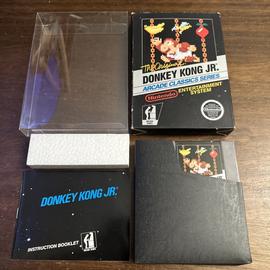 The Original
DONKEY KONG JR.
ARCADE CLASSICS SERIES
Nintendo ENTERTAINMENT
SYSTEM
DONKEY KONG JR.
INSTRUCTION BOOKLET